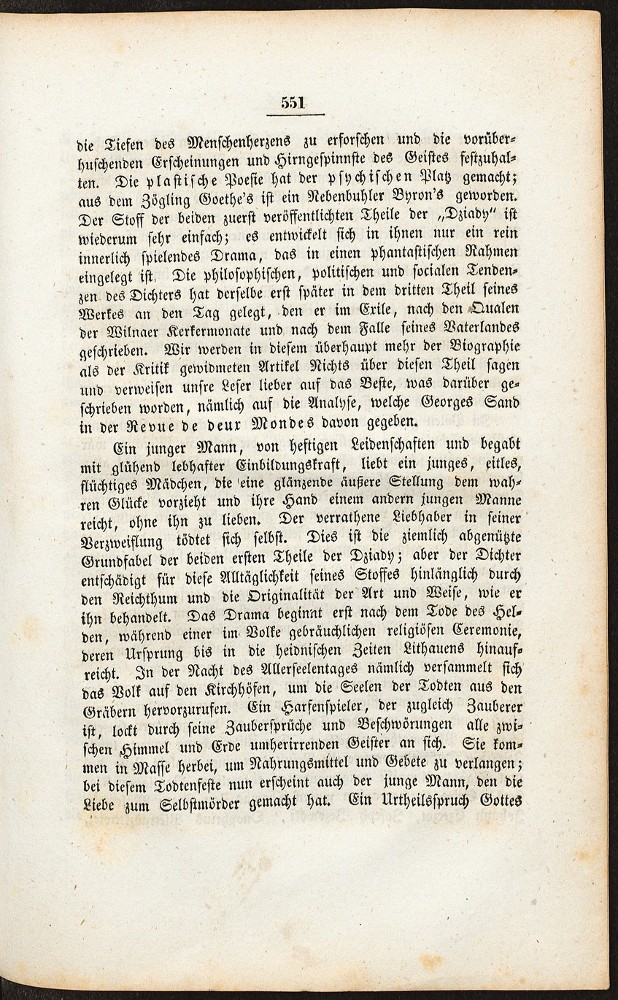 551
die Tiefen des Menschenherzens zu erforschen und die vorüber-
huschenden Erscheinungen und Hirngespinnste des Geistes festzuhal-
ten. Die plastische Poesie hat der psychischen Platz gemacht;
aus dem Zögling Goethe's ist ein Nebenbuhler Byron's geworden.
Der Stoff der beiden zuerst veröffentlichten Theile der „Dziady“ ist
wiederum sehr einfach; es entwickelt sich in ihnen nur ein rein
innerlich spielendes Drama, das in einen phantastischen Rahmen
eingelegt ist. Die philosophischen, politischen und socialen Tenden-
zen des Dichters hat derselbe erst später in dem dritten Theil seines
Werkes an den Tag gelegt, den er im Exile, nach den Qualen
der Wilnaer Kerkermonate und nach dem Falle seines Vaterlandes
geschrieben. Wir werden in diesem überhaupt mehr der Biographie
als der Kritik gewidmeten Artikel Nichts über diesen Theil sagen
und verweisen unsre Leser lieber auf das Beste, was darüber ge-
schrieben worden, nämlich auf die Analyse, welche Georges Sand
in der Revue de deux Mondes davon gegeben.
Ein junger Mann, von heftigen Leidenschaften und begabt
mit glühend lebhafter Einbildungskraft, liebt ein junges, eitles,
flüchtiges Mädchen, die eine glänzende äußere Stellung dem wah-
ren Glücke vorzieht und ihre Hand einem andern jungen Manne
reicht, ohne ihn zu lieben. Der verrathene Liebhaber in seiner
Verzweiflung tödtet sich selbst. Dies ist die ziemlich abgenützte
Grundfabel der beiden ersten Theile der Dziady; aber der Dichter
entschädigt für diese Alltäglichkeit seines Stoffes hinlänglich durch
den Reichthum und die Originalität der Art und Weise, wie er
ihn behandelt. Das Drama beginnt erst nach dem Tode des Hel-
den, während einer im Volke gebräuchlichen religiösen Ceremonie,
deren Ursprung bis in die heidnischen Zeiten Lithauens hinauf-
reicht. In der Nacht des Allerseelentages nämlich versammelt sich
das Volk auf den Kirchhöfen, um die Seelen der Todten aus den
Gräbern hervorzurufen. Ein Harfenspieler, der zugleich Zauberer
ist, lockt durch seine Zaubersprüche und Beschwörungen alle zwi-
schen Himmel und Erde umherirrenden Geister an sich. Sie kom-
men in Masse herbei, um Nahrungsmittel und Gebete zu verlangen;
bei diesem Todtenfeste nun erscheint auch der junge Mann, den die
Liebe zum Selbstmörder gemacht hat. Ein Urtheilsspruch Gottes